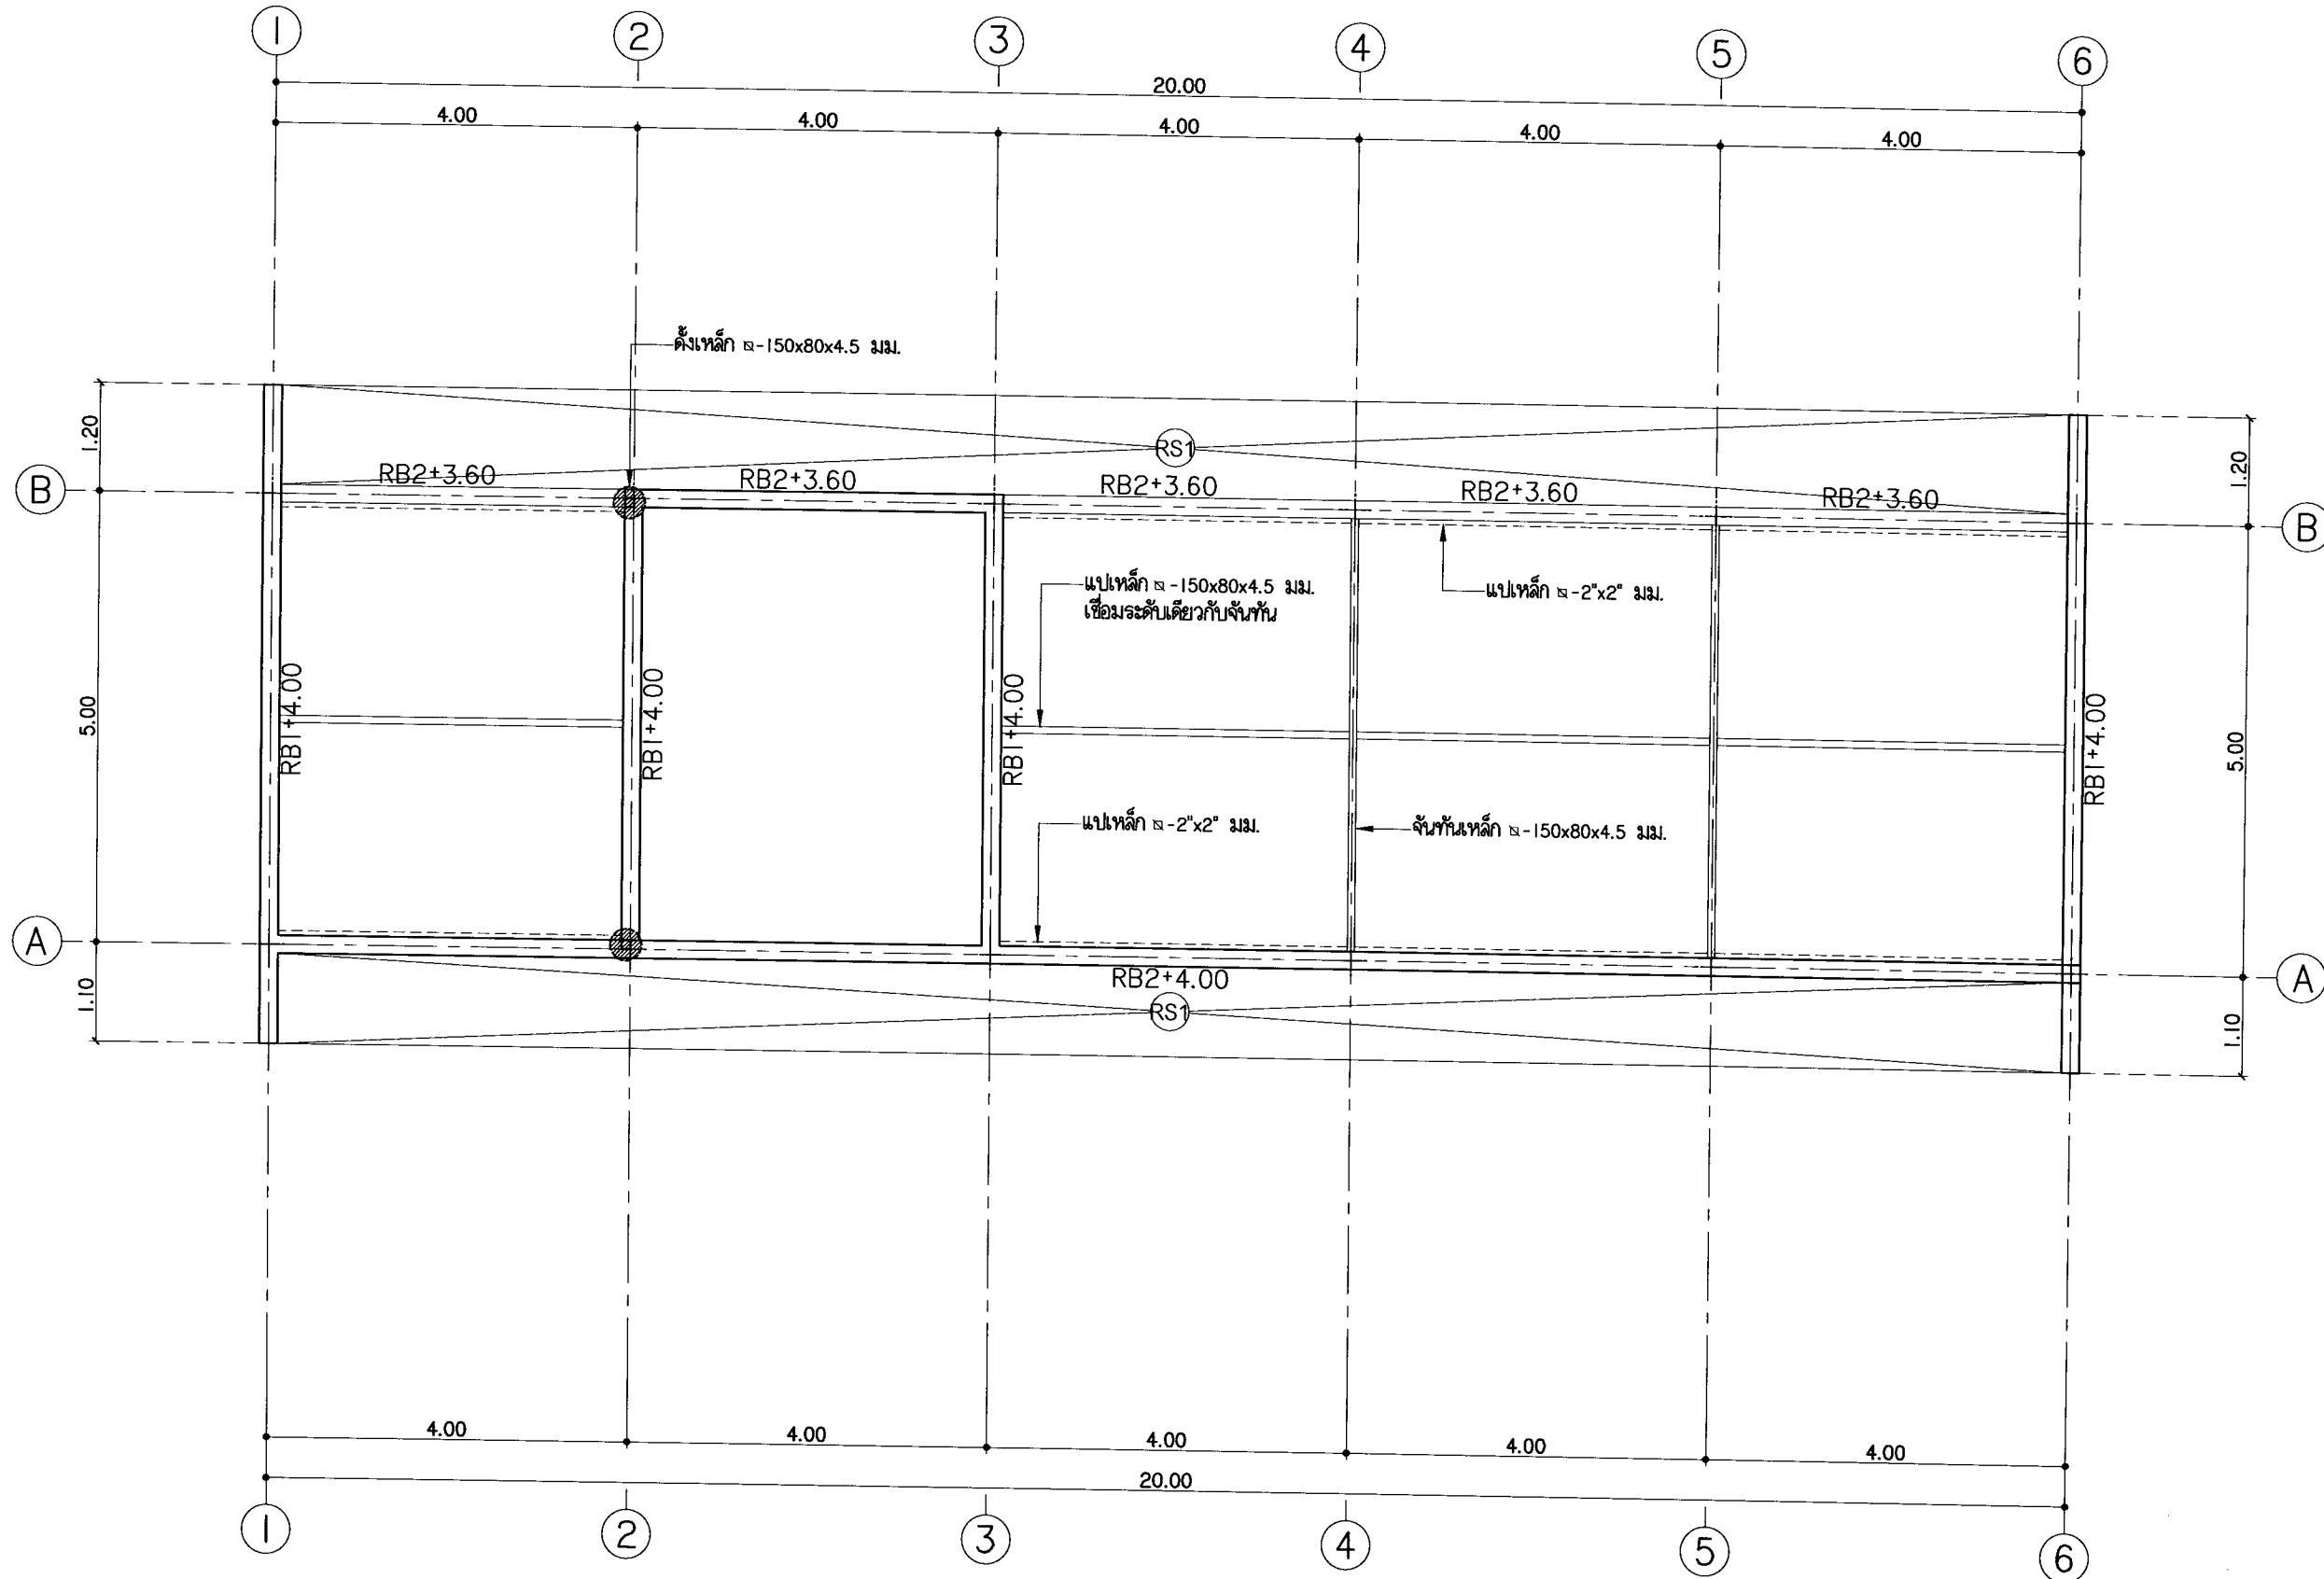 1 2 3 4 5 6
20.00
4.00 4.00 4.00 4.00 4.00
ดั้งเหล็ก ⧅-150x80x4.5 มม.
1.20
1.20
RS1
B
RB2+3.60 RB2+3.60 RB2+3.60 RB2+3.60 RB2+3.60
B
แปเหล็ก ⧅-150x80x4.5 มม.
เชื่อมระดับเดียวกับจันทัน
แปเหล็ก ⧅-2"x2" มม.
5.00
RB1+4.00
RB1+4.00
RB1+4.00
RB1+4.00
5.00
แปเหล็ก ⧅-2"x2" มม.
จันทันเหล็ก ⧅-150x80x4.5 มม.
A
A
RB2+4.00
1.10
RS1
1.10
4.00 4.00 4.00 4.00 4.00
20.00
1 2 3 4 5 6